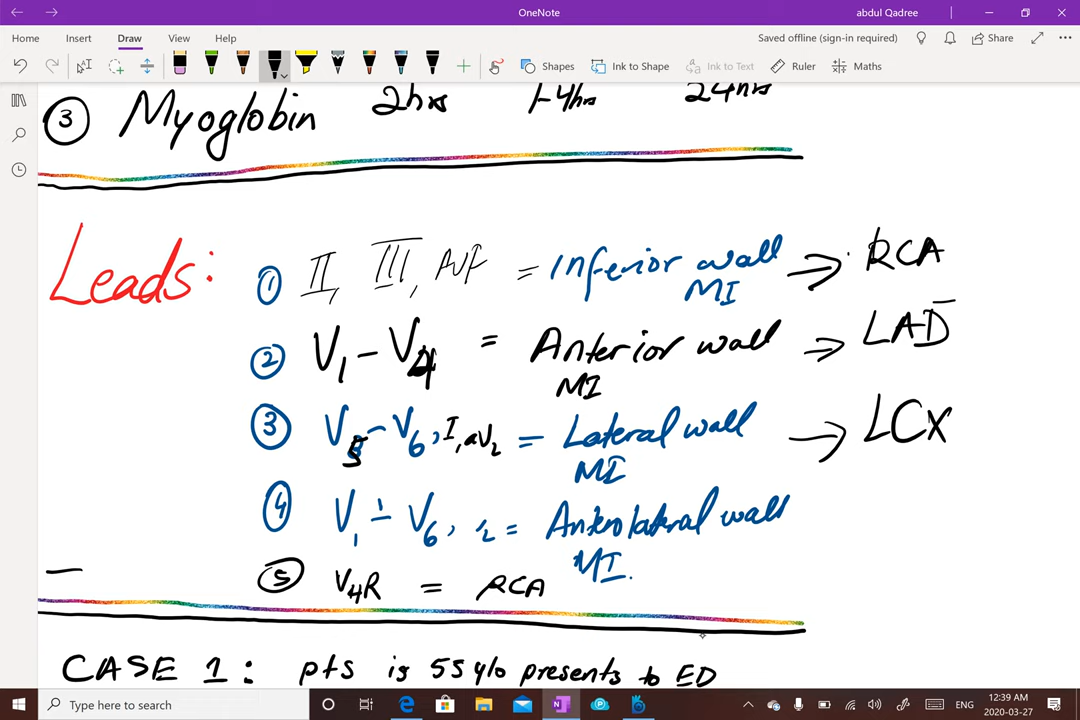 OneNote
abdul Qadree
Home Insert Draw View Help
Saved offline (sign-in required) Share
Shapes Ink to Shape Ink to Text Ruler Maths
③ Myoglobin 2hrs 1-4hrs 24hrs
Leads:
① II, III, AVF = Inferior wall MI → RCA
② V1 - V4 = Anterior wall MI → LAD
③ V5 - V6, I, aV2 = Lateral wall MI → LCX
④ V1 - V6, = Anterolateral wall MI.
⑤ V4R = RCA
CASE 1: pts is 55 y/o presents to ED
Type here to search
ENG
12:39 AM
2020-03-27